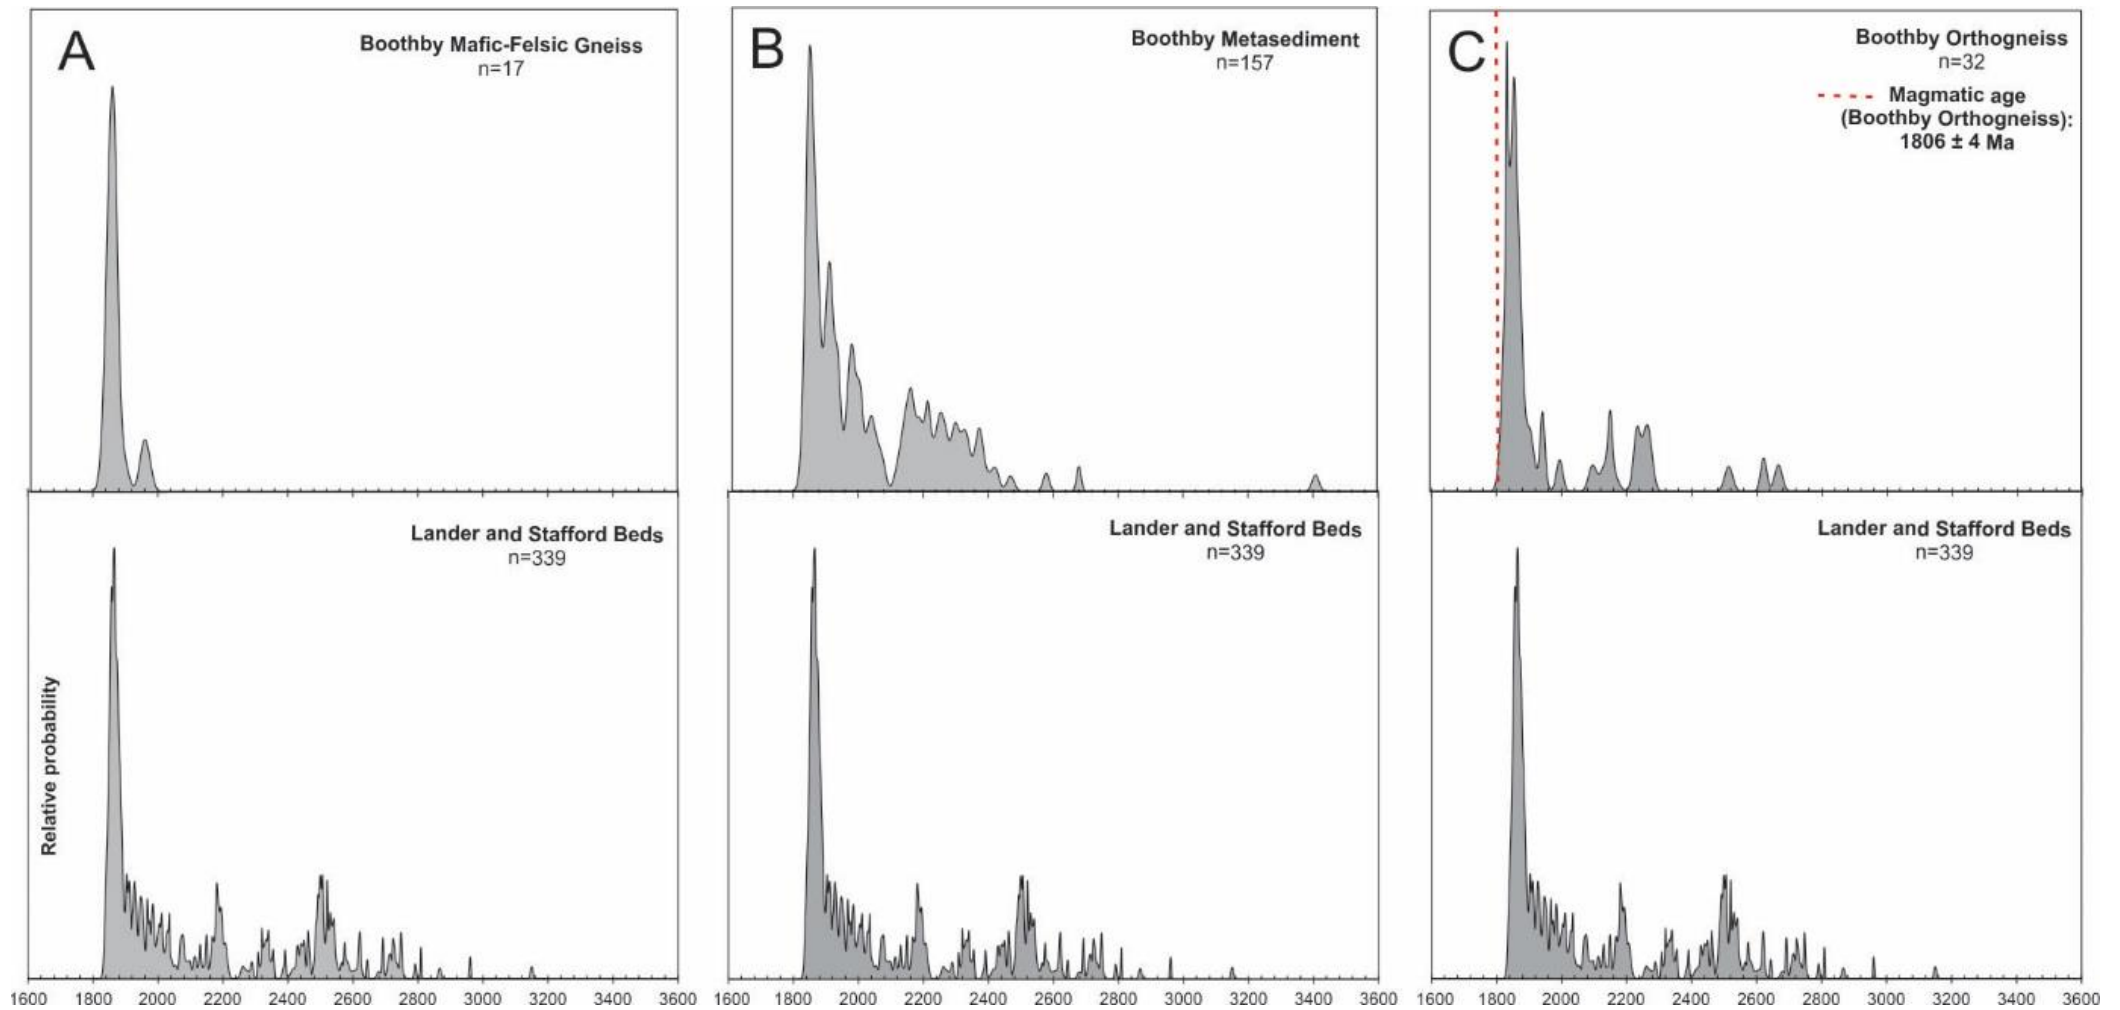 A
Boothby Mafic-Felsic Gneiss
n=17
B
Boothby Metasediment
n=157
C
Boothby Orthogneiss
n=32
Magmatic age
(Boothby Orthogneiss):
1806 ± 4 Ma
Lander and Stafford Beds
n=339
Lander and Stafford Beds
n=339
Lander and Stafford Beds
n=339
Relative probability
1600 1800 2000 2200 2400 2600 2800 3000 3200 3400 3600
1600 1800 2000 2200 2400 2600 2800 3000 3200 3400 3600
1600 1800 2000 2200 2400 2600 2800 3000 3200 3400 3600